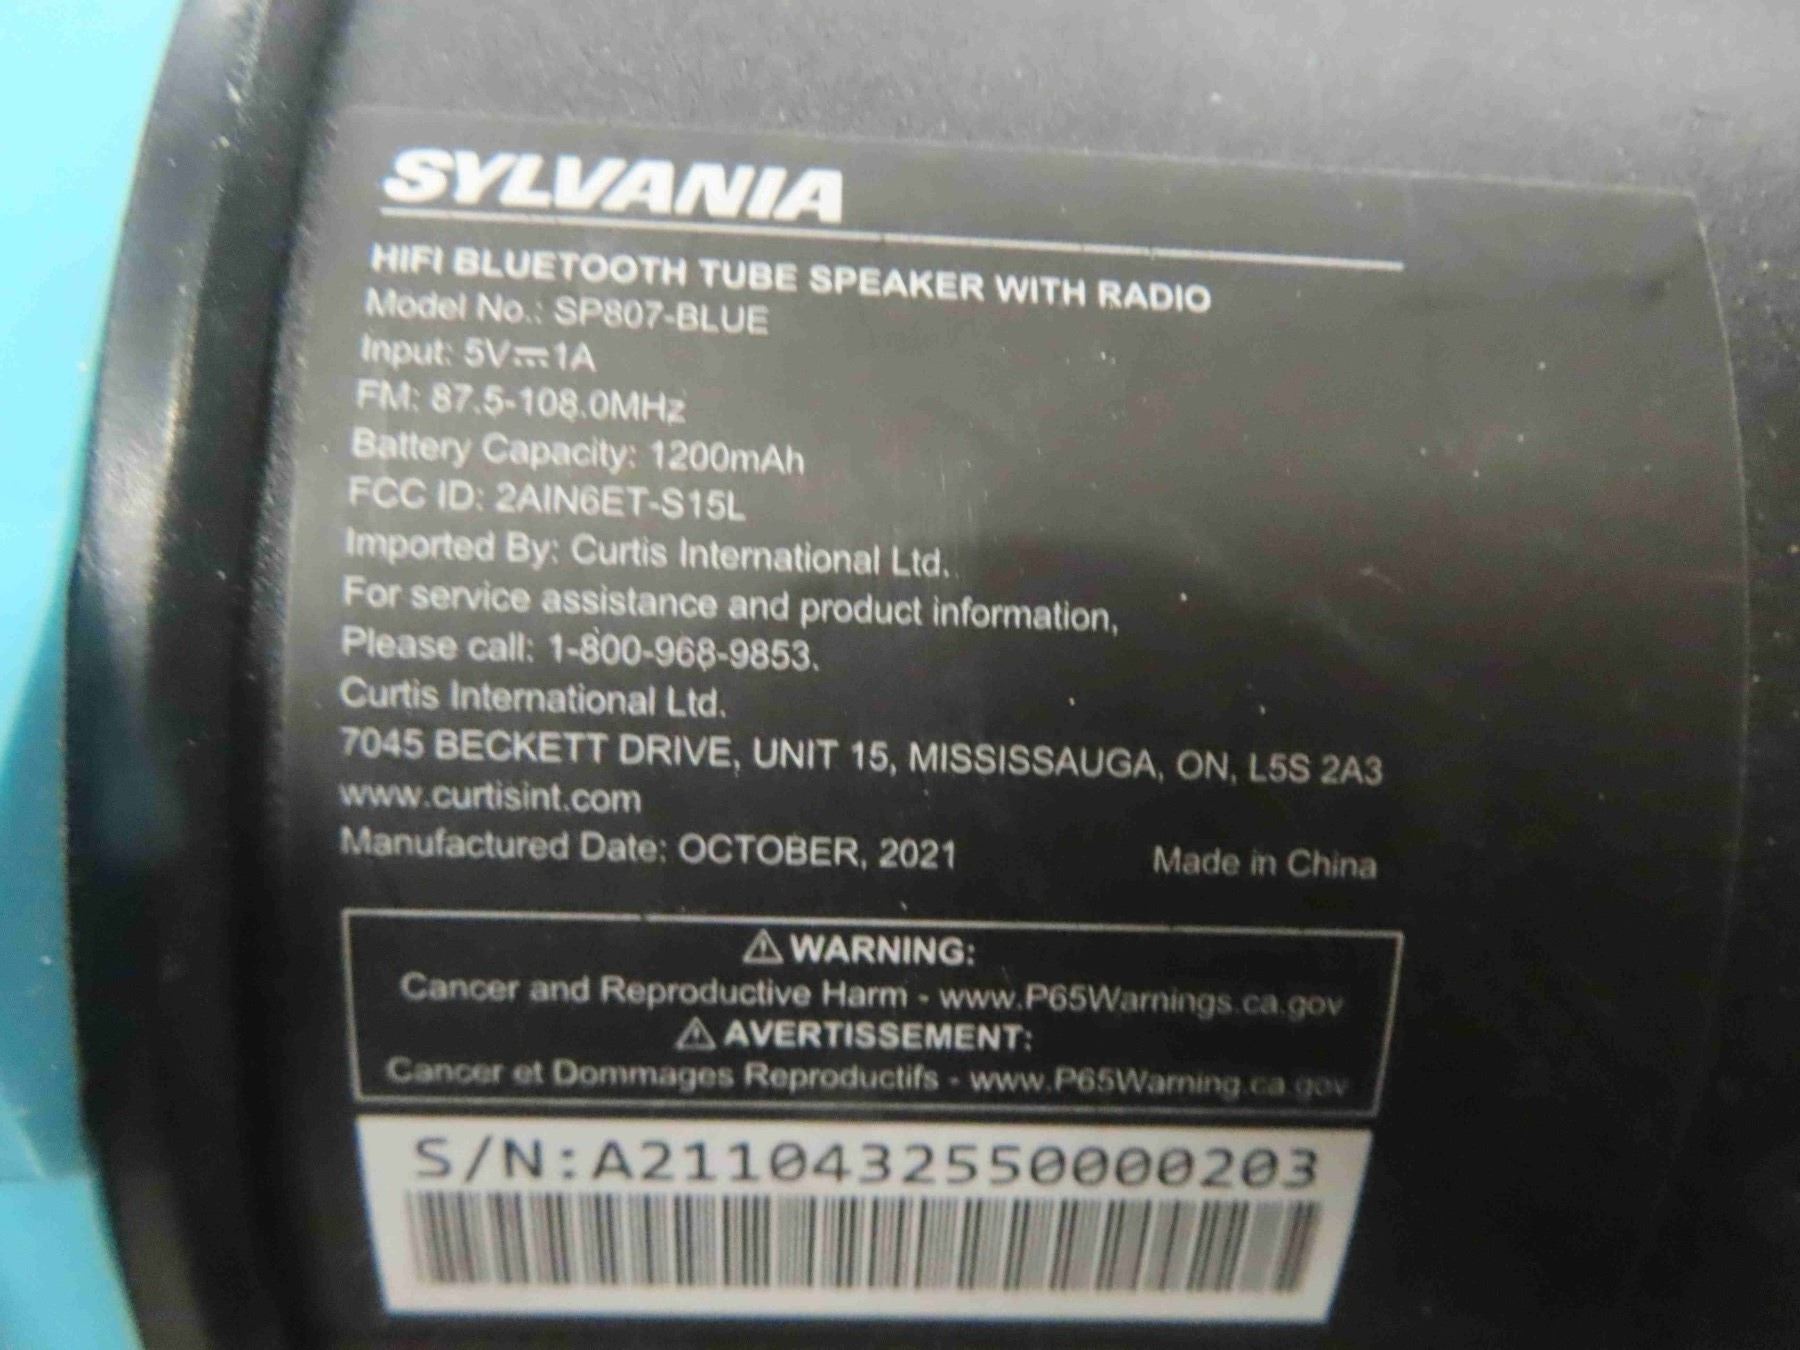 SYLVANIA
HIFI BLUETOOTH TUBE SPEAKER WITH RADIO
Model No.: SP807-BLUE
Input: 5V⎓1A
FM: 87.5-108.0MHz
Battery Capacity: 1200mAh
FCC ID: 2AIN6ET-S15L
Imported By: Curtis International Ltd.
For service assistance and product information,
Please call: 1-800-968-9853.
Curtis International Ltd.
7045 BECKETT DRIVE, UNIT 15, MISSISSAUGA, ON, L5S 2A3
www.curtisint.com
Manufactured Date: OCTOBER, 2021 Made in China
⚠ WARNING:
Cancer and Reproductive Harm - www.P65Warnings.ca.gov
⚠ AVERTISSEMENT:
Cancer et Dommages Reproductifs - www.P65Warning.ca.gov
S/N:A2110432550000203